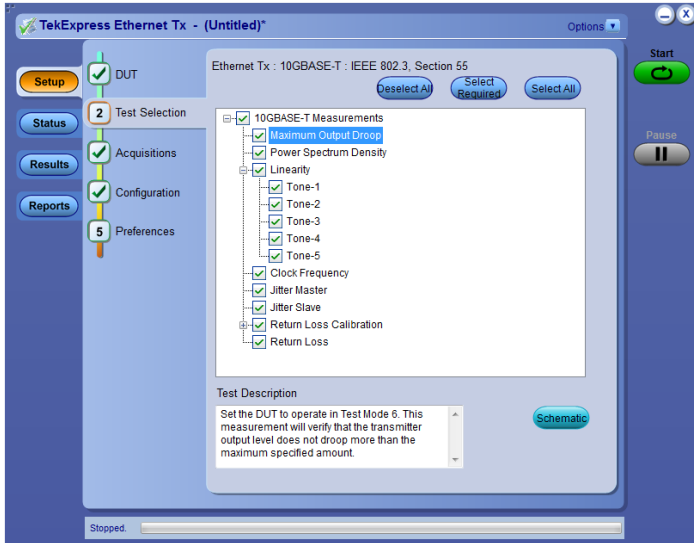 TekExpress Ethernet Tx - (Untitled)*
Options
Start
Pause
Setup
Status
Results
Reports
DUT
2 Test Selection
Acquisitions
Configuration
5 Preferences
Ethernet Tx : 10GBASE-T : IEEE 802.3, Section 55
Deselect All
Select
Required
Select All
10GBASE-T Measurements
Maximum Output Droop
Power Spectrum Density
Linearity
Tone-1
Tone-2
Tone-3
Tone-4
Tone-5
Clock Frequency
Jitter Master
Jitter Slave
Return Loss Calibration
Return Loss
Test Description
Set the DUT to operate in Test Mode 6. This
measurement will verify that the transmitter
output level does not droop more than the
maximum specified amount.
Schematic
Stopped.